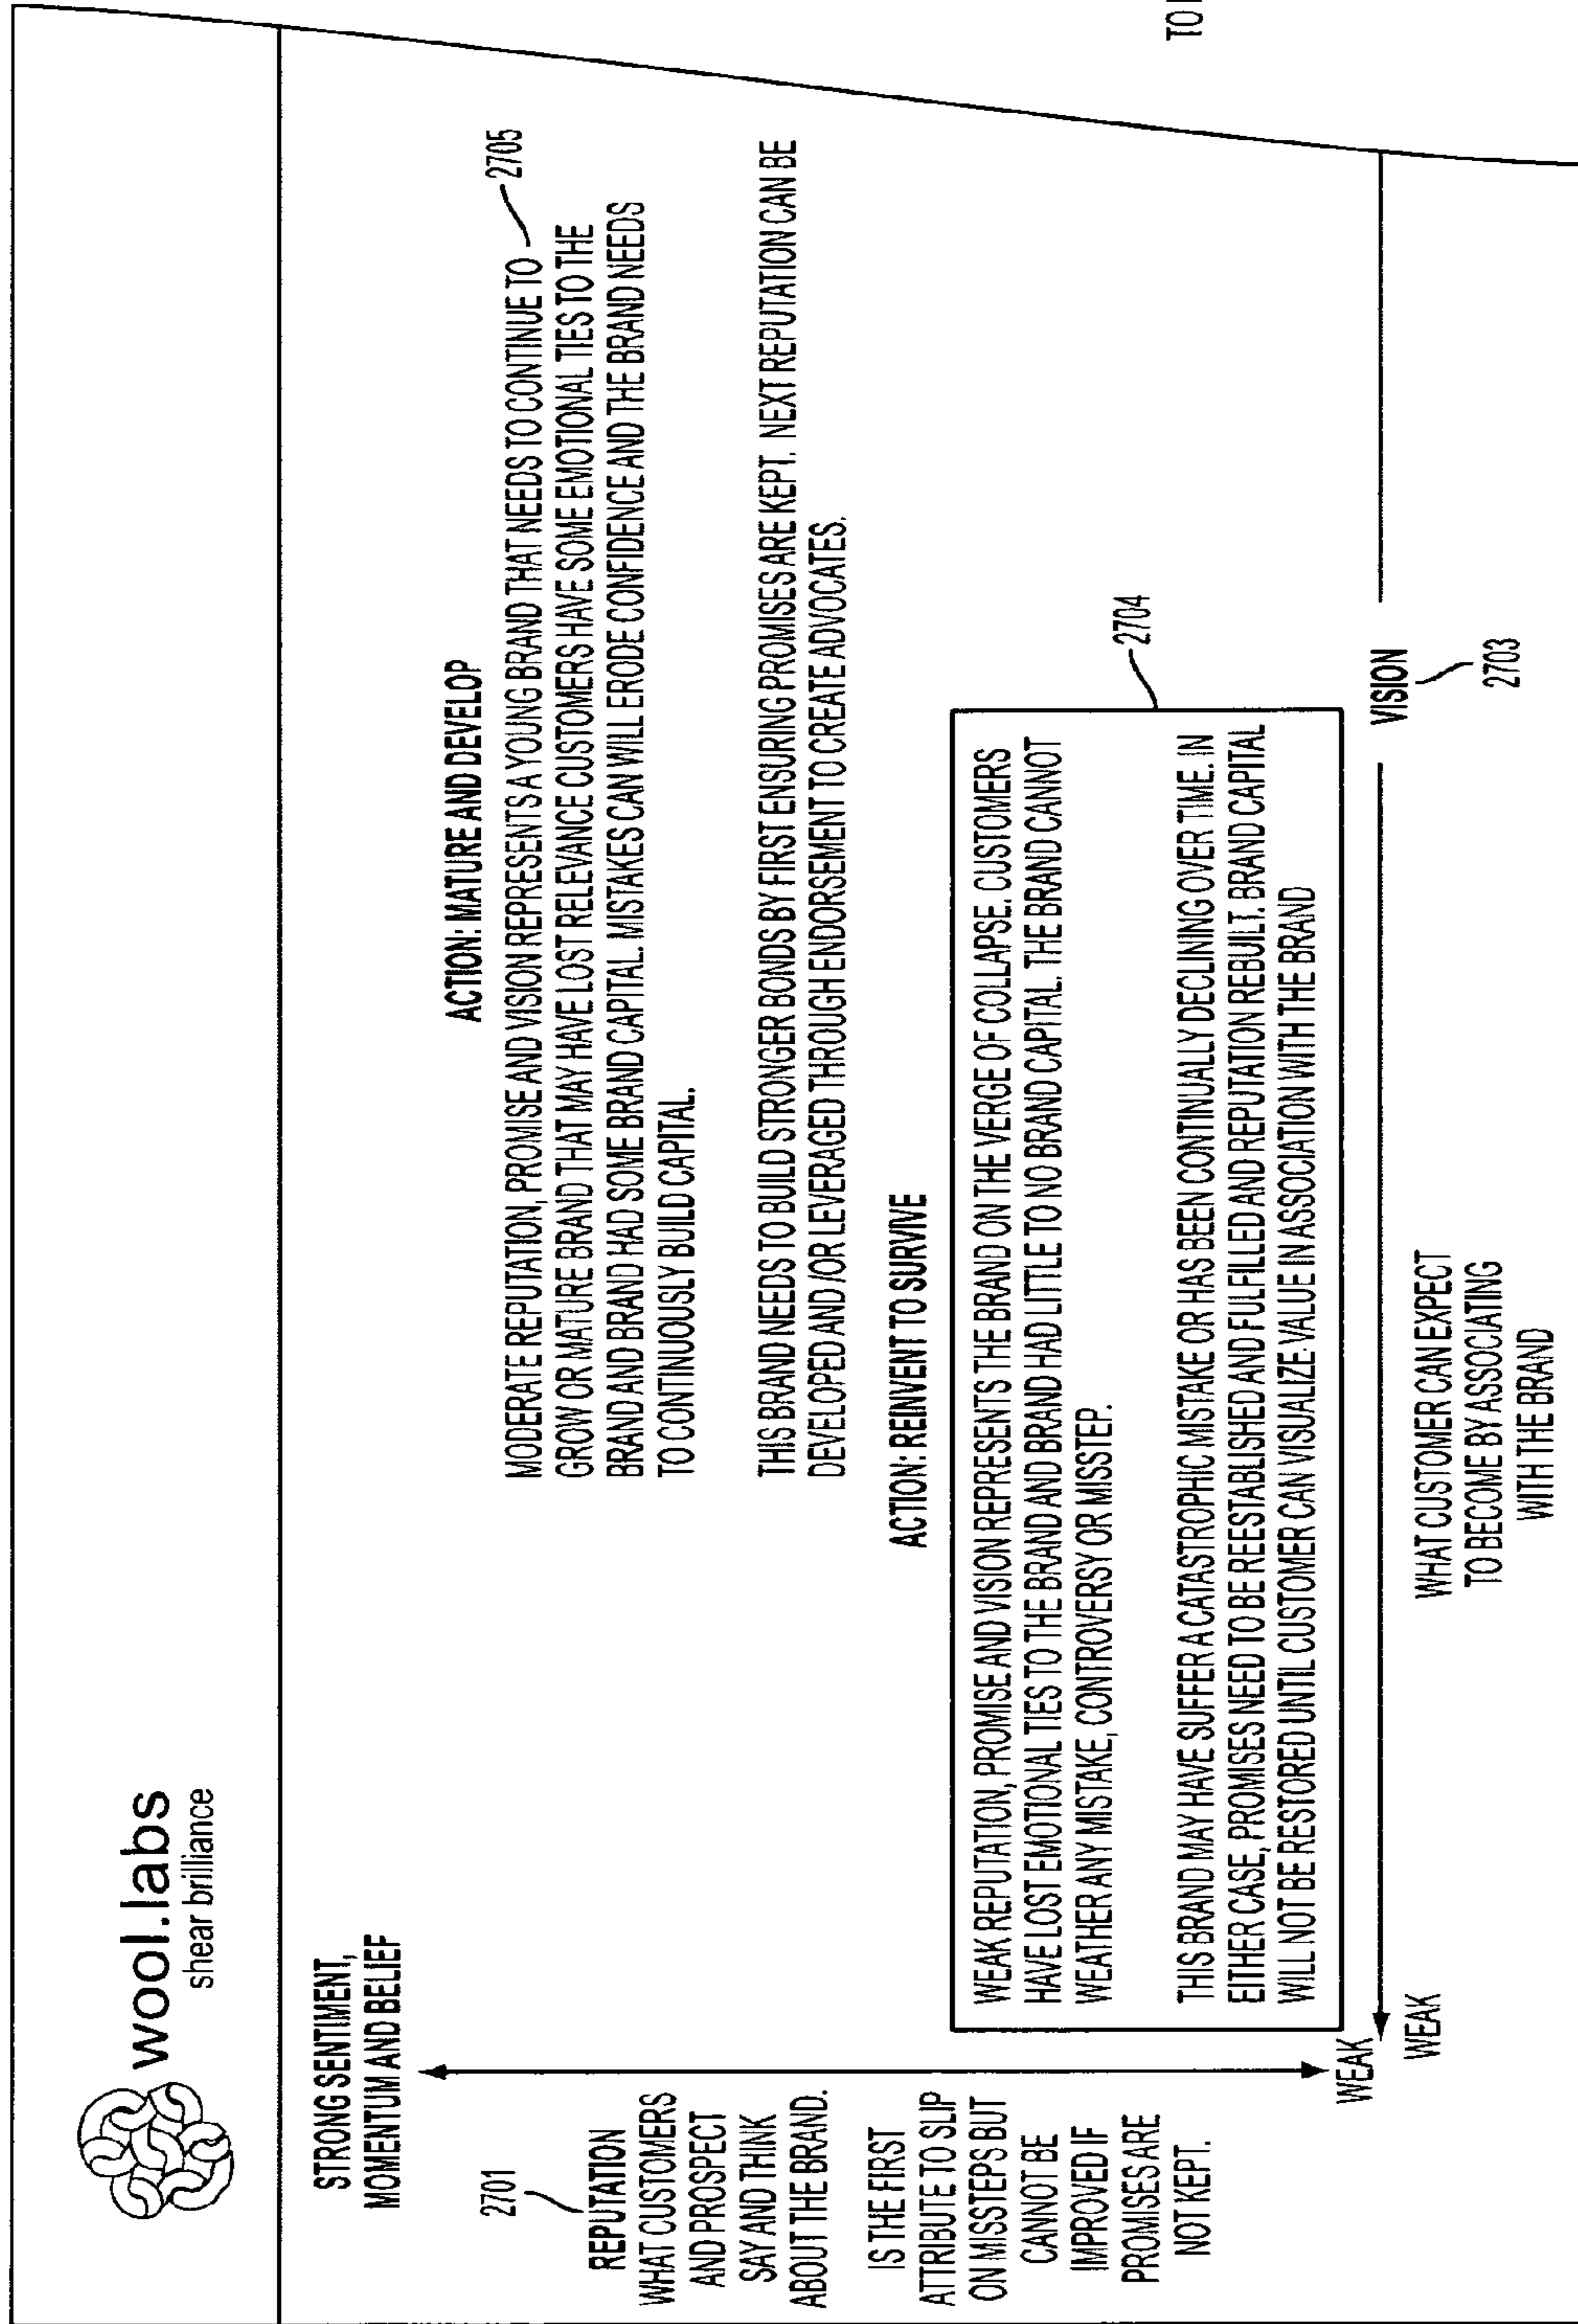 wool.labs
shear brilliance
STRONG SENTIMENT,
MOMENTUM AND BELIEF
2701
REPUTATION
WHAT CUSTOMERS
AND PROSPECT
SAY AND THINK
ABOUT THE BRAND.
IS THE FIRST
ATTRIBUTE TO SLIP
ON MISSTEPS BUT
CANNOT BE
IMPROVED IF
PROMISES ARE
NOT KEPT.
WEAK
ACTION: MATURE AND DEVELOP
MODERATE REPUTATION, PROMISE AND VISION REPRESENTS A YOUNG BRAND THAT NEEDS TO CONTINUE TO
2705
GROW OR MATURE BRAND THAT MAY HAVE LOST RELEVANCE CUSTOMERS HAVE SOME EMOTIONAL TIES TO THE
BRAND AND BRAND HAD SOME BRAND CAPITAL. MISTAKES CAN WILL ERODE CONFIDENCE AND THE BRAND NEEDS
TO CONTINUOUSLY BUILD CAPITAL.
THIS BRAND NEEDS TO BUILD STRONGER BONDS BY FIRST ENSURING PROMISES ARE KEPT. NEXT REPUTATION CAN BE
DEVELOPED AND /OR LEVERAGED THROUGH ENDORSEMENT TO CREATE ADVOCATES.
ACTION: REINVENT TO SURVIVE
WEAK REPUTATION, PROMISE AND VISION REPRESENTS THE BRAND ON THE VERGE OF COLLAPSE. CUSTOMERS
HAVE LOST EMOTIONAL TIES TO THE BRAND AND BRAND HAD LITTLE TO NO BRAND CAPITAL. THE BRAND CANNOT
WEATHER ANY MISTAKE, CONTROVERSY OR MISSTEP.
2704
THIS BRAND MAY HAVE SUFFER A CATASTROPHIC MISTAKE OR HAS BEEN CONTINUALLY DECLINING OVER TIME. IN
EITHER CASE, PROMISES NEED TO BE REESTABLISHED AND FULFILLED AND REPUTATION REBUILT. BRAND CAPITAL
WILL NOT BE RESTORED UNTIL CUSTOMER CAN VISUALIZE VALUE IN ASSOCIATION WITH THE BRAND
WEAK
VISION
2703
WHAT CUSTOMER CAN EXPECT
TO BECOME BY ASSOCIATING
WITH THE BRAND
TO